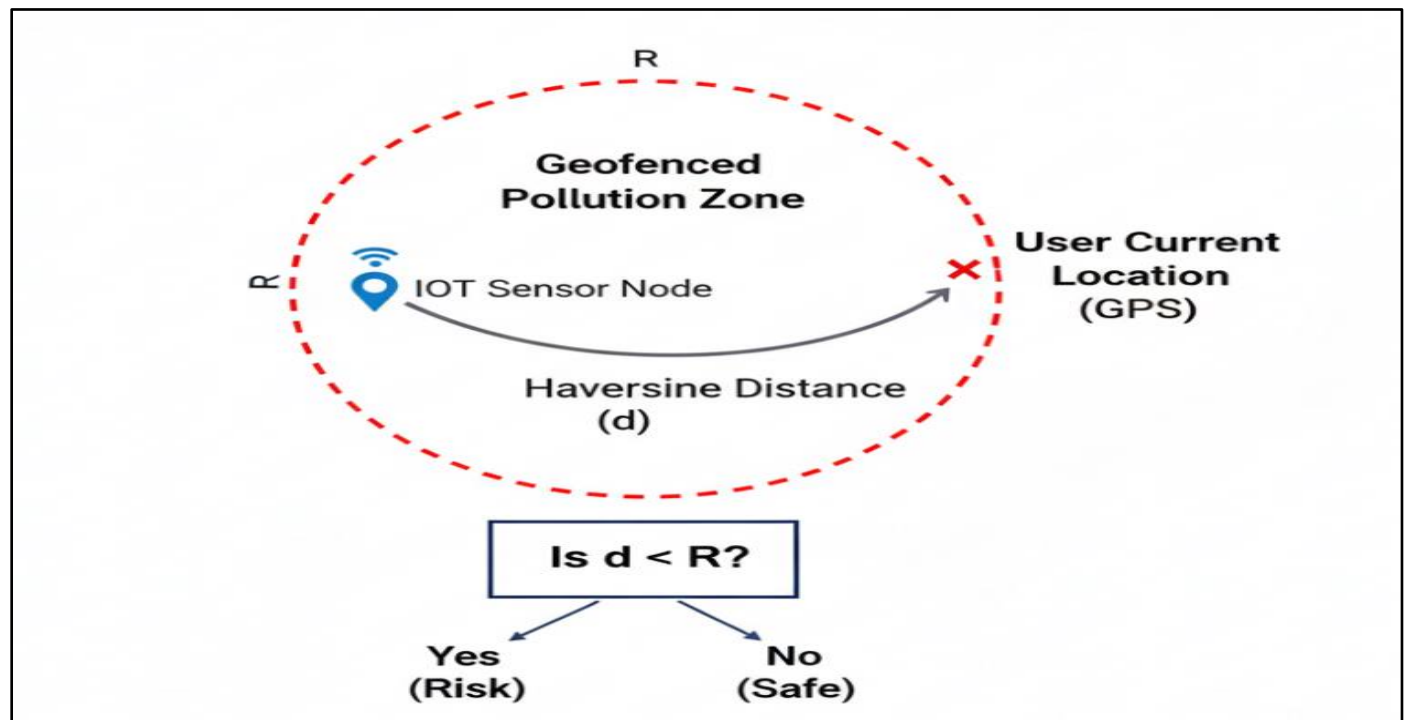 R
Geofenced
Pollution Zone
R
IOT Sensor Node
User Current
Location
(GPS)
Haversine Distance
(d)
Is d < R?
Yes
(Risk)
No
(Safe)